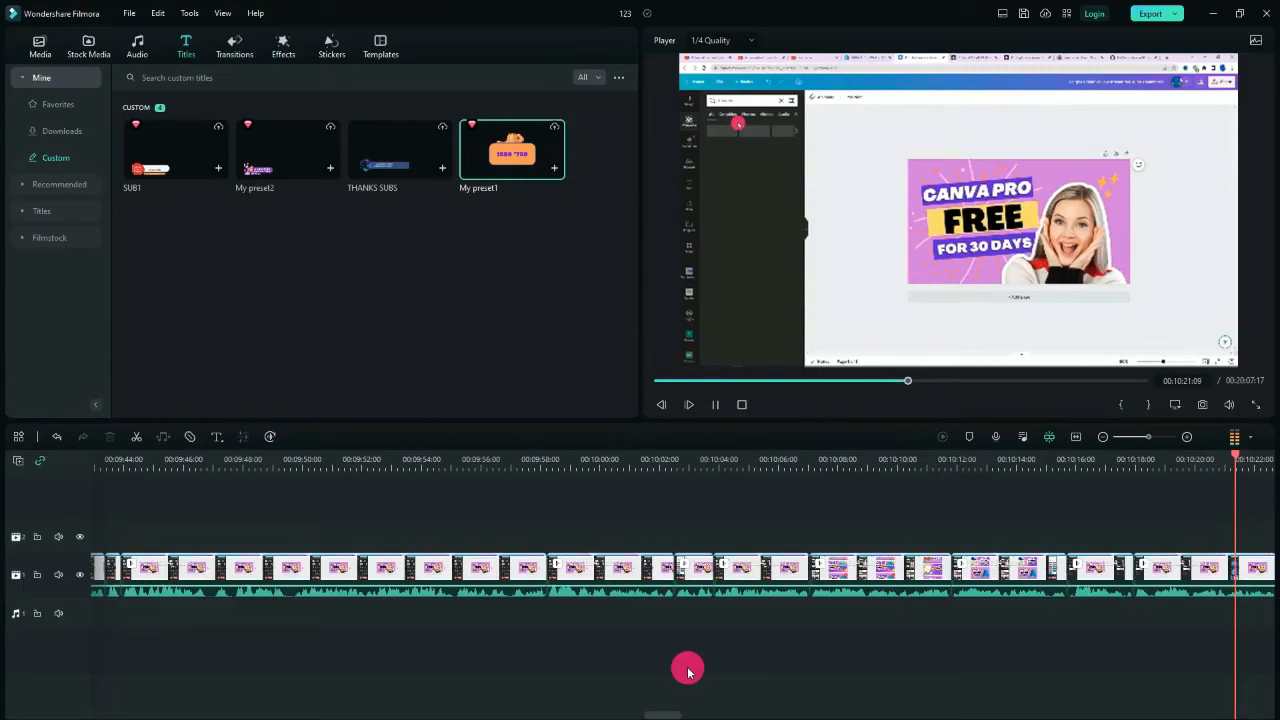 Wondershare Filmora
File
Edit
Tools
View
Help
123
Login
Export
Media
Stock Media
Audio
Titles
Transitions
Effects
Stickers
Templates
Mine
Search custom titles
All
Favorites
CUSTOM 4
Downloads
Custom
Recommended
Titles
Filmstock
SUB1
My preset2
THANKS SUBS
My preset1
Player
1/4 Quality
CANVA PRO
FREE
FOR 30 DAYS
00:10:21:09 / 00:20:07:17
00:09:44:00 00:09:46:00 00:09:48:00 00:09:50:00 00:09:52:00 00:09:54:00 00:09:56:00 00:09:58:00 00:10:00:00 00:10:02:00 00:10:04:00 00:10:06:00 00:10:08:00 00:10:10:00 00:10:12:00 00:10:14:00 00:10:16:00 00:10:18:00 00:10:20:00 00:10:22:00
2
1
1